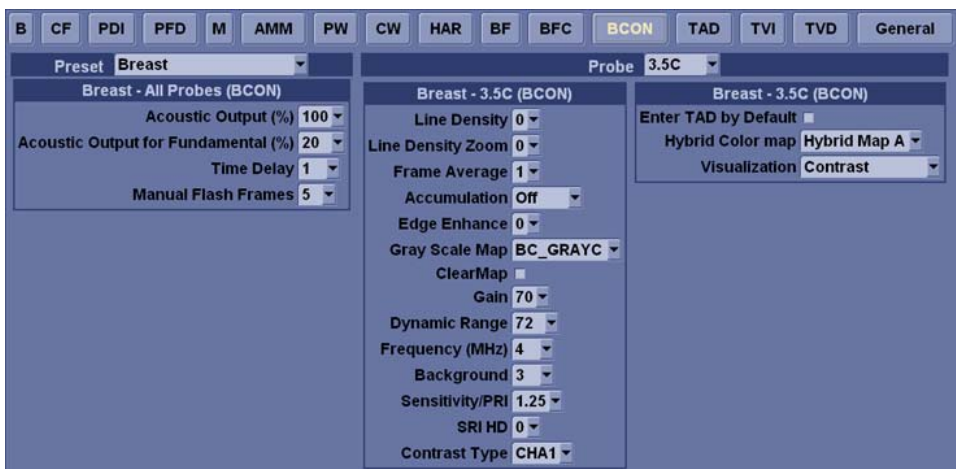 B CF PDI PFD M AMM PW CW HAR BF BFC BCON TAD TVI TVD General
Preset Breast
Probe 3.5C
Breast - All Probes (BCON)
Acoustic Output (%) 100
Acoustic Output for Fundamental (%) 20
Time Delay 1
Manual Flash Frames 5
Breast - 3.5C (BCON)
Line Density 0
Line Density Zoom 0
Frame Average 1
Accumulation Off
Edge Enhance 0
Gray Scale Map BC_GRAYC
ClearMap
Gain 70
Dynamic Range 72
Frequency (MHz) 4
Background 3
Sensitivity/PRI 1.25
SRI HD 0
Contrast Type CHA1
Breast - 3.5C (BCON)
Enter TAD by Default
Hybrid Color map Hybrid Map A
Visualization Contrast